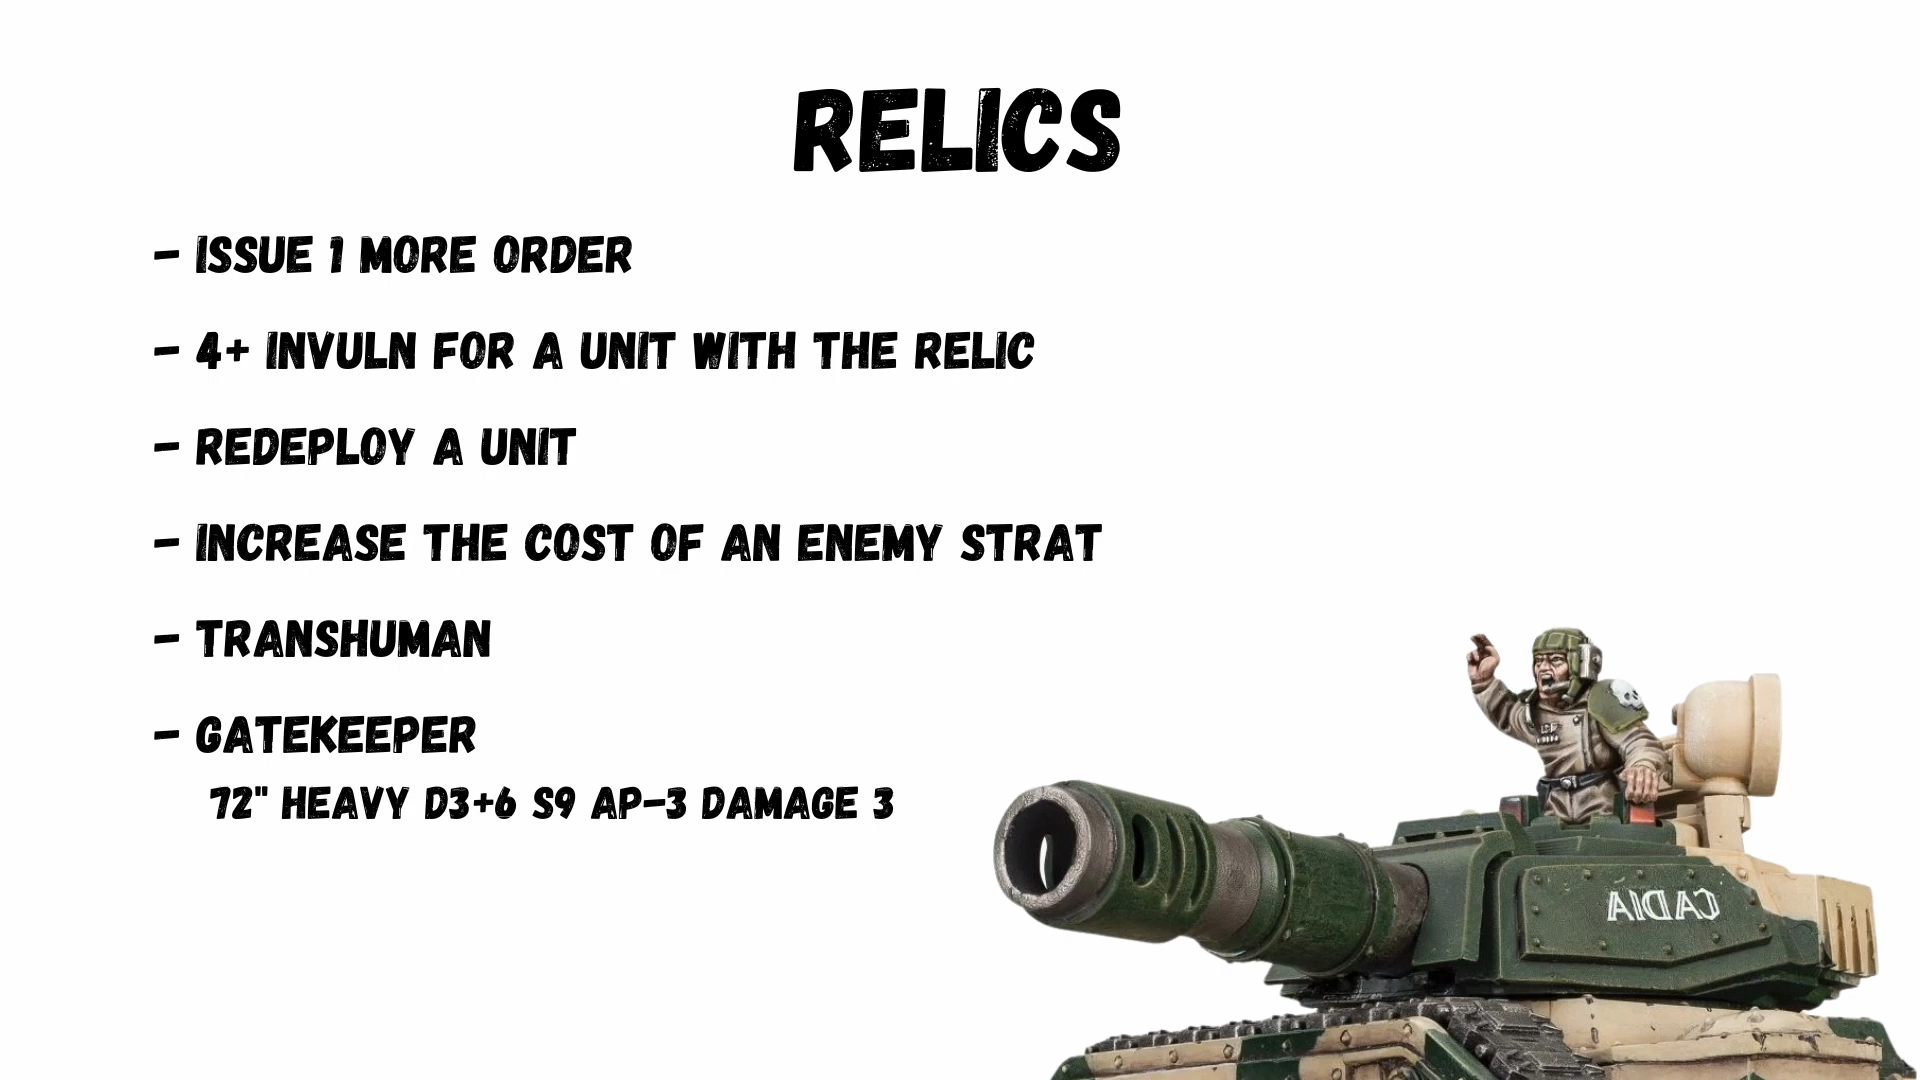 RELICS
- ISSUE 1 MORE ORDER
- 4+ INVULN FOR A UNIT WITH THE RELIC
- REDEPLOY A UNIT
- INCREASE THE COST OF AN ENEMY STRAT
- TRANSHUMAN
- GATEKEEPER
72" HEAVY D3+6 S9 AP-3 DAMAGE 3
CADIA